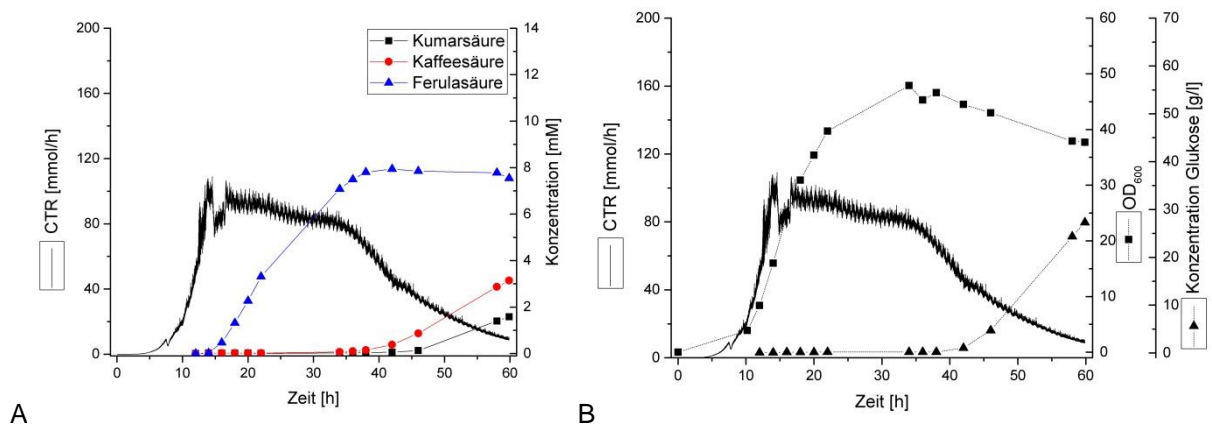 200
160
120
80
40
0
CTR [mmol/h]
0 10 20 30 40 50 60
Zeit [h]
14
12
10
8
6
4
2
0
Konzentration [mM]
Kumarsäure
Kaffeesäure
Ferulasäure
A
200
160
120
80
40
0
CTR [mmol/h]
0 10 20 30 40 50 60
Zeit [h]
60
50
40
30
20
10
0
OD600
70
60
50
40
30
20
10
0
Konzentration Glukose [g/l]
B